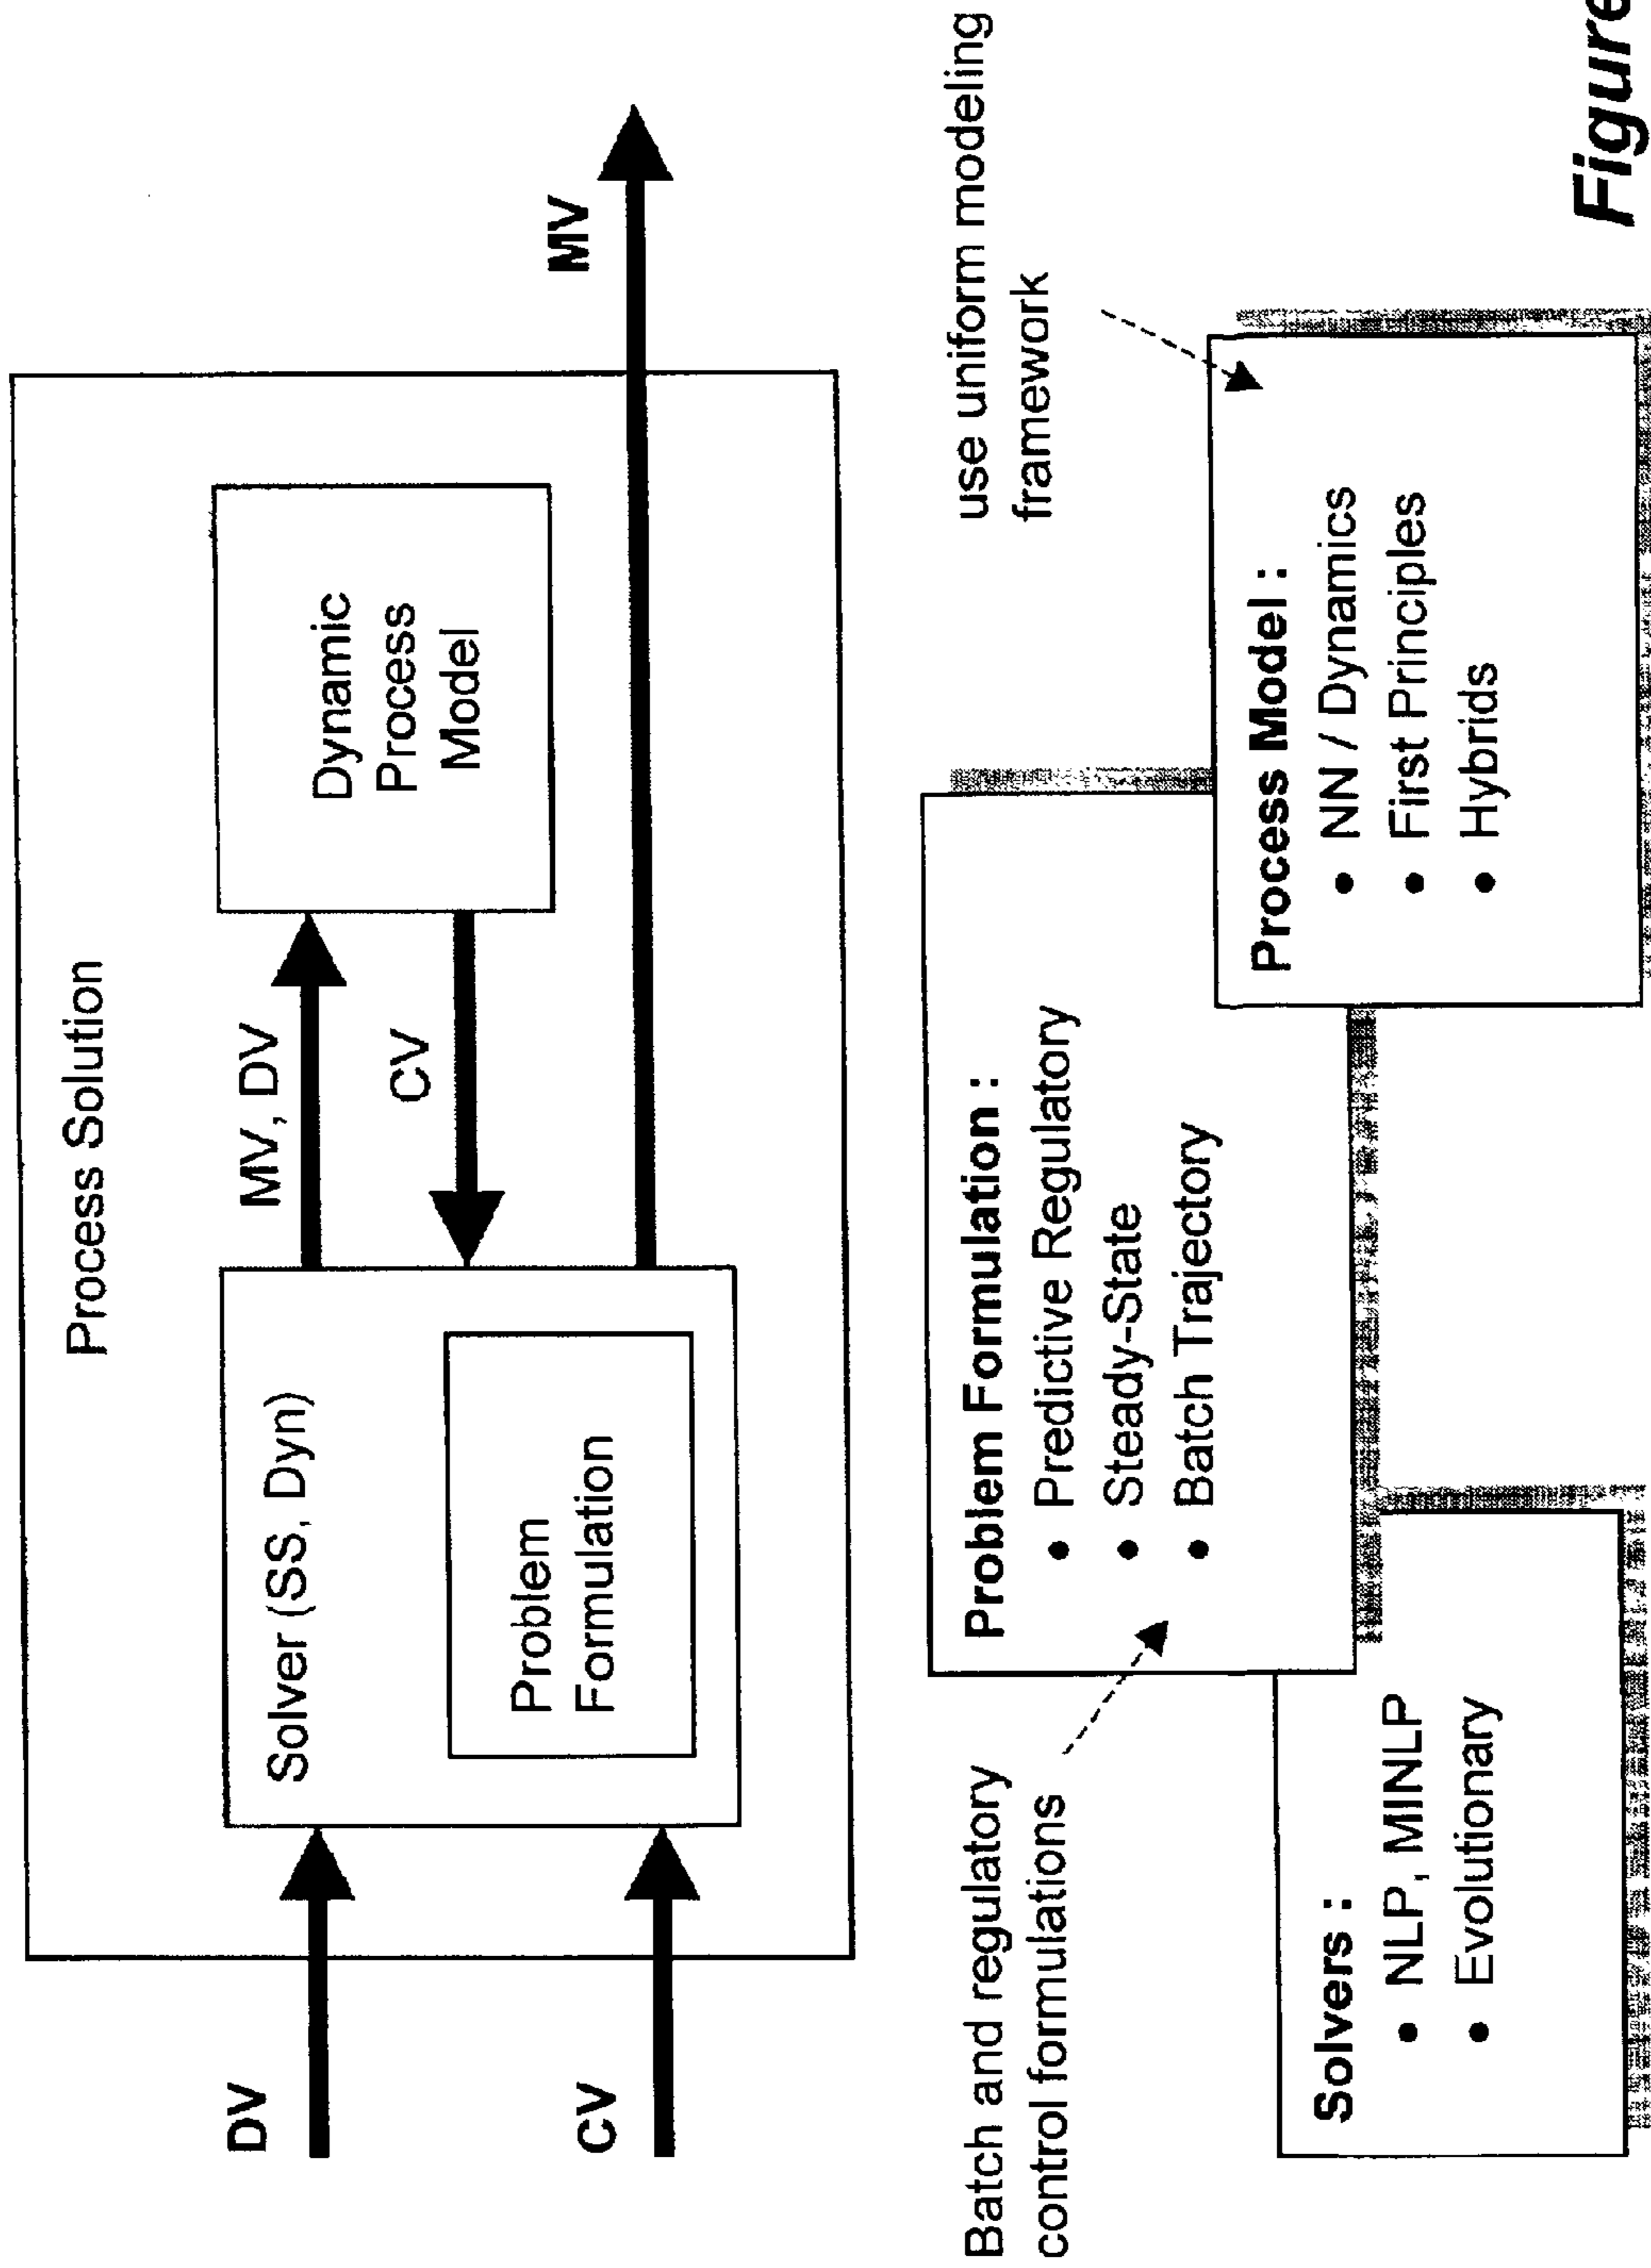 Process Solution
Solver (SS, Dyn)
Problem
Formulation
MV, DV
CV
Dynamic
Process
Model
DV
CV
MV
Batch and regulatory
control formulations
Problem Formulation :
• Predictive Regulatory
• Steady-State
• Batch Trajectory
use uniform modeling
framework
Solvers :
• NLP, MINLP
• Evolutionary
Process Model :
• NN / Dynamics
• First Principles
• Hybrids
Figure